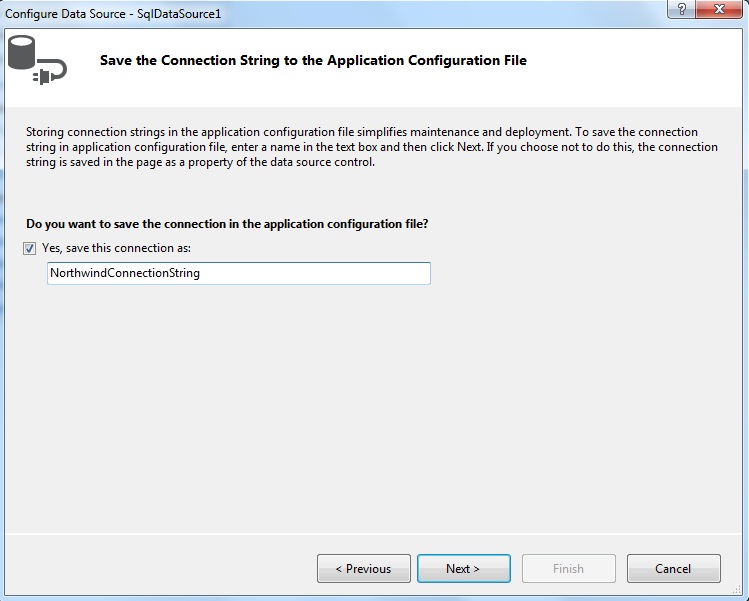 Configure Data Source - SqlDataSource1
?
Save the Connection String to the Application Configuration File
Storing connection strings in the application configuration file simplifies maintenance and deployment. To save the connection
string in application configuration file, enter a name in the text box and then click Next. If you choose not to do this, the connection
string is saved in the page as a property of the data source control.
Do you want to save the connection in the application configuration file?
Yes, save this connection as:
NorthwindConnectionString
< Previous Next > Finish Cancel